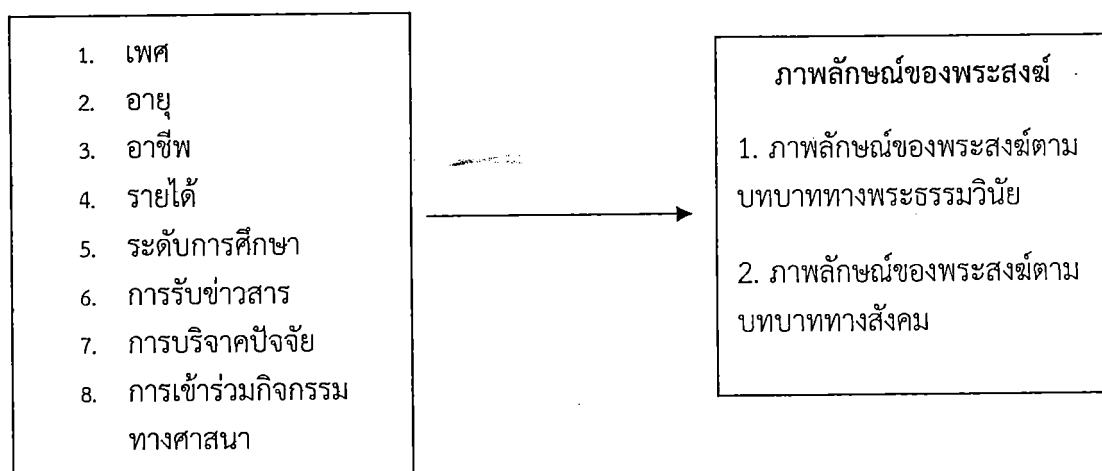 1. เพศ
2. อายุ
3. อาชีพ
4. รายได้
5. ระดับการศึกษา
6. การรับข่าวสาร
7. การบริจาคปัจจัย
8. การเข้าร่วมกิจกรรม
ทางศาสนา
ภาพลักษณ์ของพระสงฆ์
1. ภาพลักษณ์ของพระสงฆ์ตาม
บทบาททางพระธรรมวินัย
2. ภาพลักษณ์ของพระสงฆ์ตาม
บทบาททางสังคม